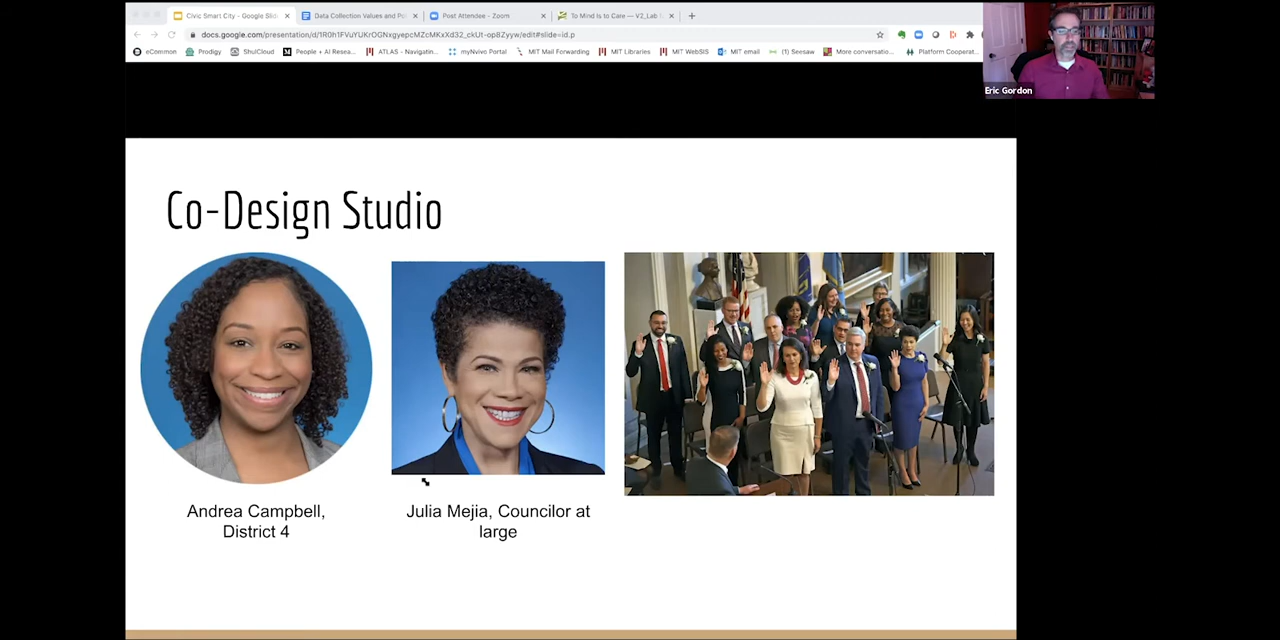 Civic Smart City - Google Slid
Data Collection Values and Po
Post Attendee - Zoom
To Mind Is to Care — V2_Lab
docs.google.com/presentation/d/1R0h1FVuYUKrOGNxgyepcMZcMKxXd32_ckUt-op8Zyyw/edit#slide=id.p
eCommon
Prodigy
ShulCloud
People + AI Resea...
ATLAS - Navigatin...
myNvivo Portal
MIT Mail Forwarding
MIT Libraries
MIT WebSIS
MIT email
(1) Seesaw
More conversatio...
Platform Cooperat...
Eric Gordon
Co-Design Studio
Andrea Campbell,
District 4
Julia Mejia, Councilor at
large